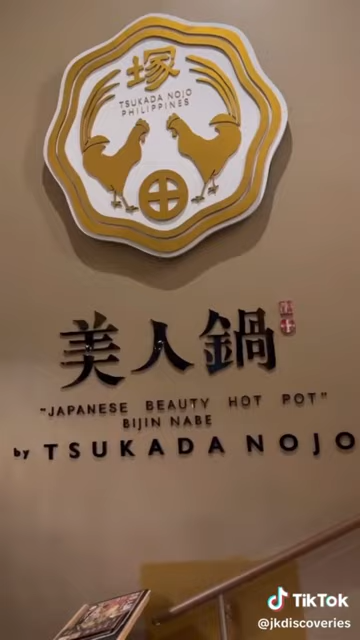 塚
TSUKADA NOJO
PHILIPPINES
美人鍋
"JAPANESE BEAUTY HOT POT"
BIJIN NABE
by TSUKADA NOJO
TikTok
@jkdiscoveries